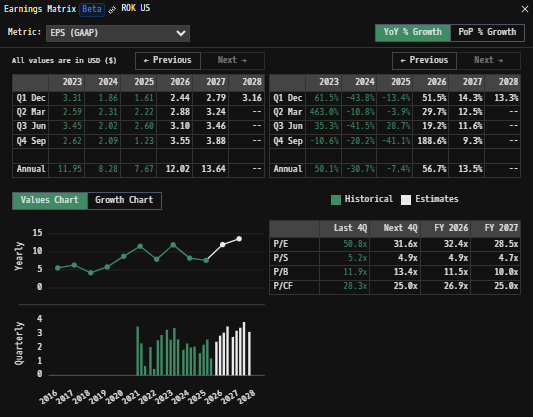 Earnings Matrix Beta ROK US
Metric: EPS (GAAP) YoY % Growth PoP % Growth
All values are in USD ($) ← Previous Next → ← Previous Next →
2023 2024 2025 2026 2027 2028
Q1 Dec 3.31 1.86 1.61 2.44 2.79 3.16
Q2 Mar 2.59 2.31 2.22 2.88 3.24 --
Q3 Jun 3.45 2.02 2.60 3.10 3.46 --
Q4 Sep 2.62 2.09 1.23 3.55 3.88 --
Annual 11.95 8.28 7.67 12.02 13.64 --
2023 2024 2025 2026 2027 2028
Q1 Dec 61.5% -43.8% -13.4% 51.5% 14.3% 13.3%
Q2 Mar 463.0% -10.8% -3.9% 29.7% 12.5% --
Q3 Jun 35.3% -41.5% 28.7% 19.2% 11.6% --
Q4 Sep -10.6% -20.2% -41.1% 188.6% 9.3% --
Annual 50.1% -30.7% -7.4% 56.7% 13.5% --
Values Chart Growth Chart
Historical Estimates
Yearly
15
10
5
0
Quarterly
4
3
2
1
0
2016 2017 2018 2019 2020 2021 2022 2023 2024 2025 2026 2027 2028
Last 4Q Next 4Q FY 2026 FY 2027
P/E 50.8x 31.6x 32.4x 28.5x
P/S 5.2x 4.9x 4.9x 4.7x
P/B 11.9x 13.4x 11.5x 10.0x
P/CF 28.3x 25.0x 26.9x 25.0x